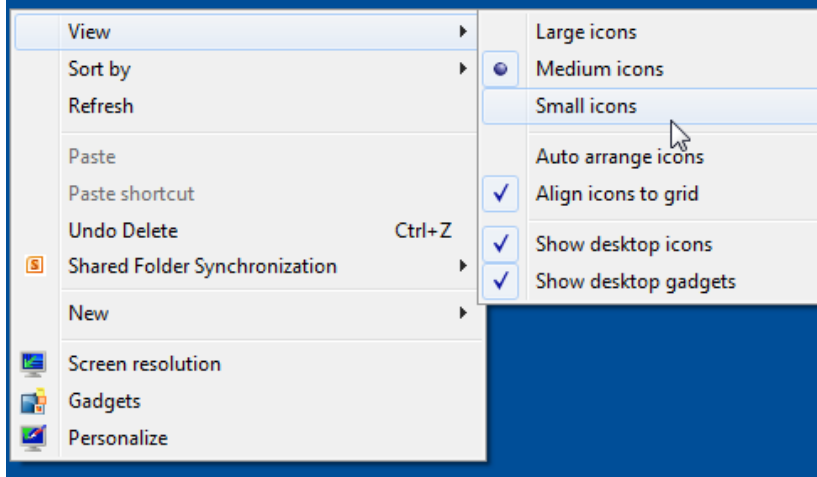 View
Sort by
Refresh
Paste
Paste shortcut
Undo Delete Ctrl+Z
Shared Folder Synchronization
New
Screen resolution
Gadgets
Personalize
Large icons
Medium icons
Small icons
Auto arrange icons
Align icons to grid
Show desktop icons
Show desktop gadgets